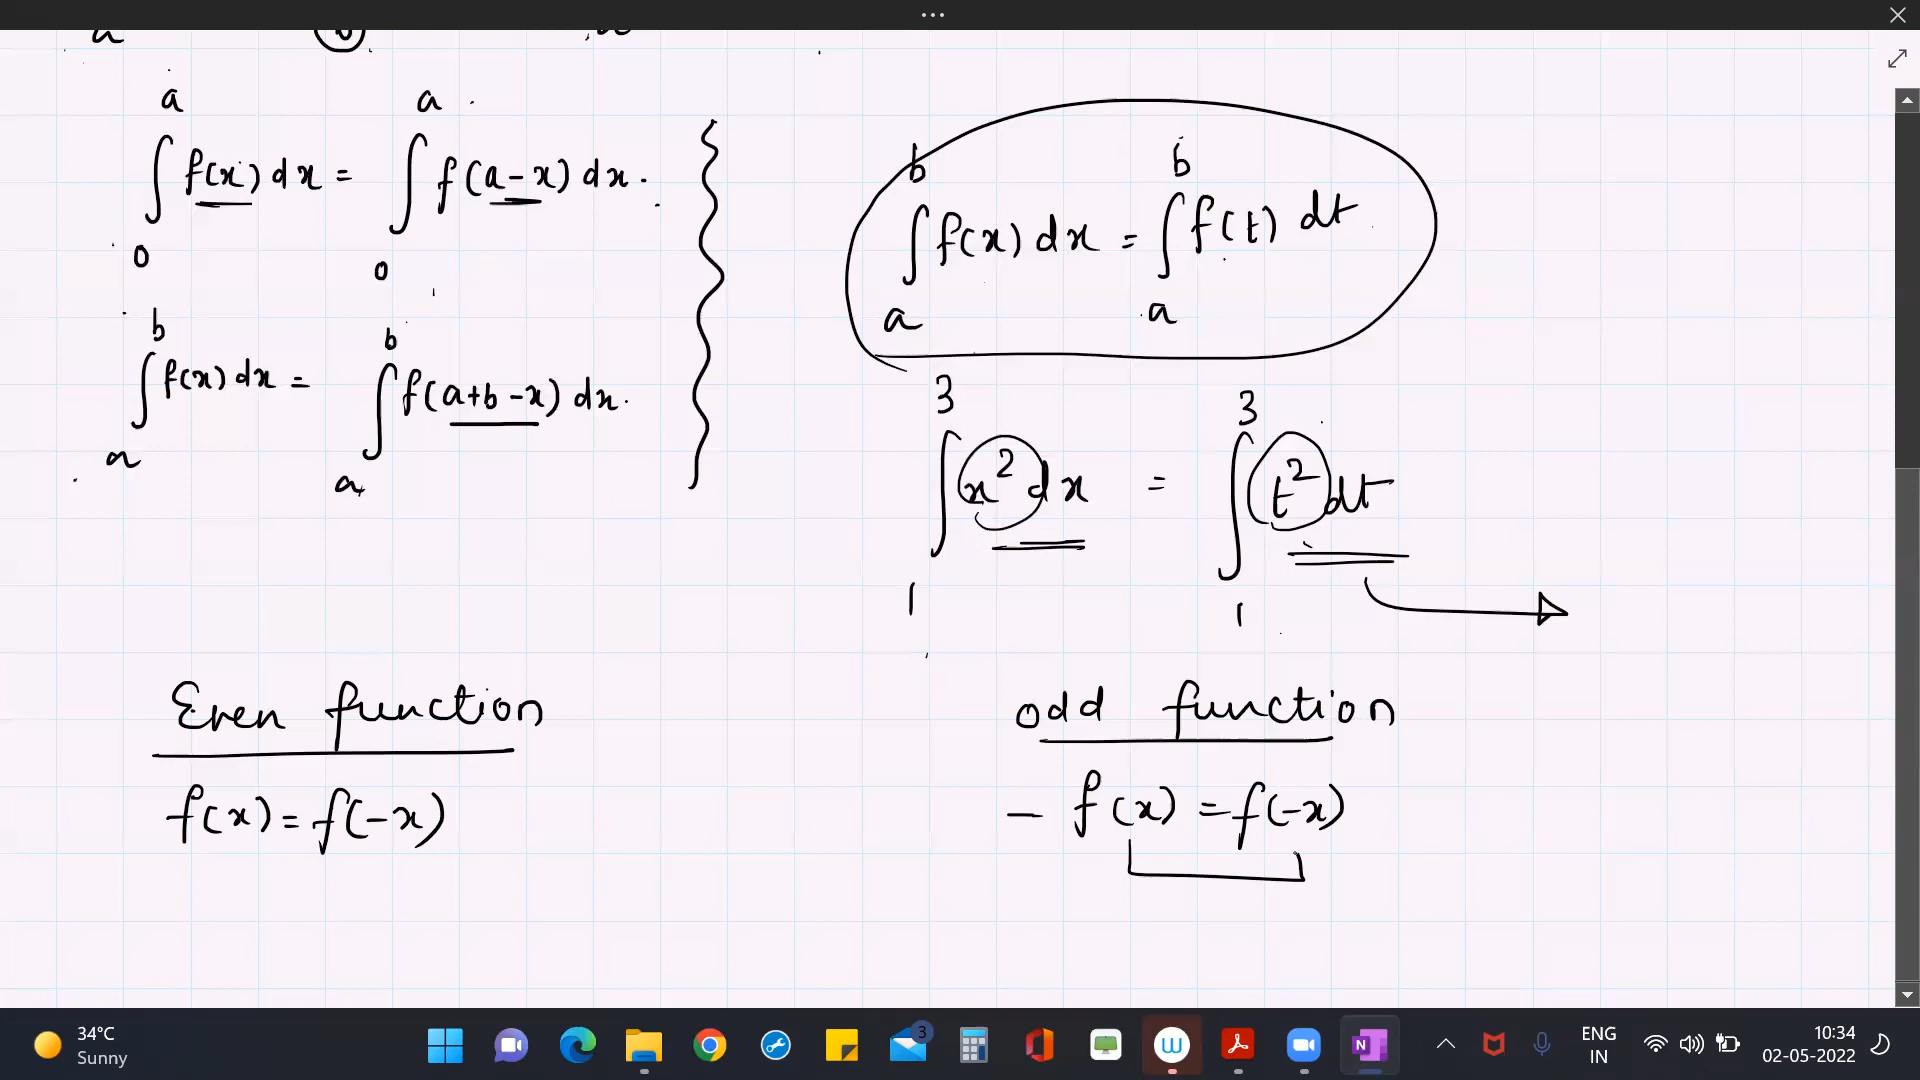 ∫₀ᵃ f(x) dx = ∫₀ᵃ f(a-x) dx.
∫ₐᵇ f(x) dx = ∫ₐᵇ f(a+b-x) dx.
∫ₐᵇ f(x) dx = ∫ₐᵇ f(t) dt
∫₁³ x² dx = ∫₁³ t² dt
Even function
f(x) = f(-x)
odd function
- f(x) = f(-x)
34°C
Sunny
3
W
N
ENG
IN
10:34
02-05-2022